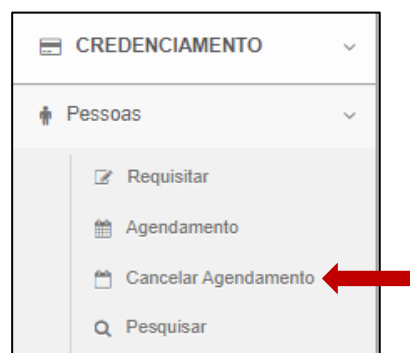 CREDENCIAMENTO
Pessoas
Requisitar
Agendamento
Cancelar Agendamento
Pesquisar